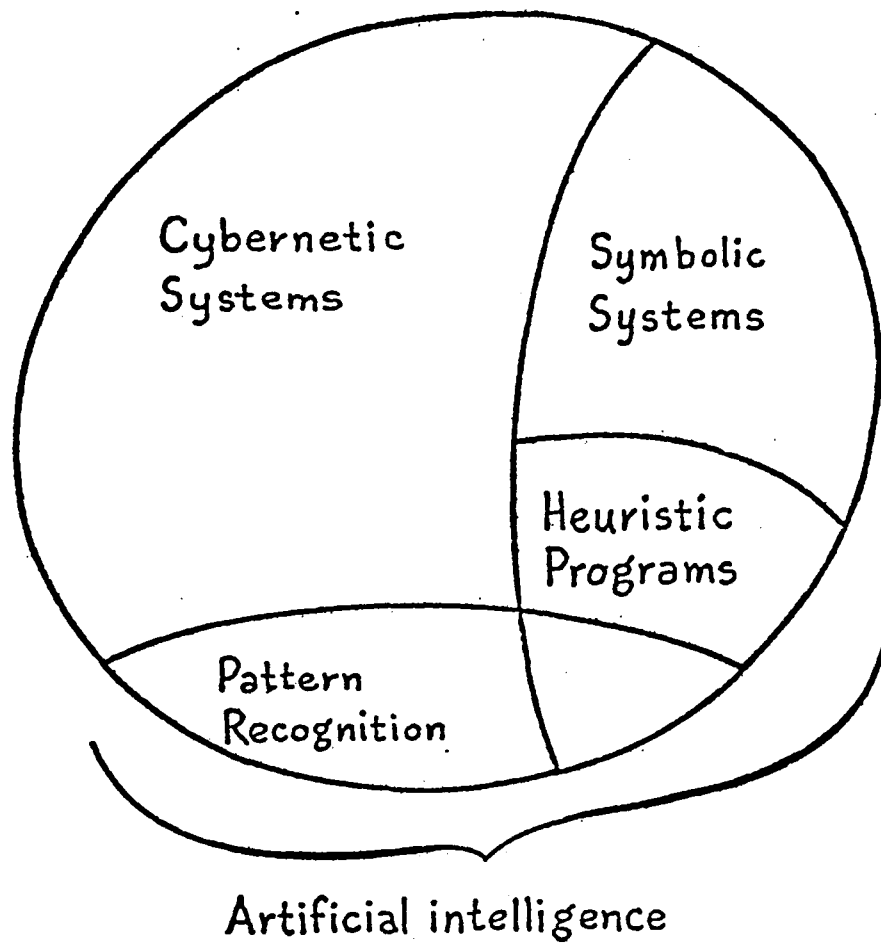 Cybernetic
Systems
Symbolic
Systems
Heuristic
Programs
Pattern
Recognition
Artificial intelligence